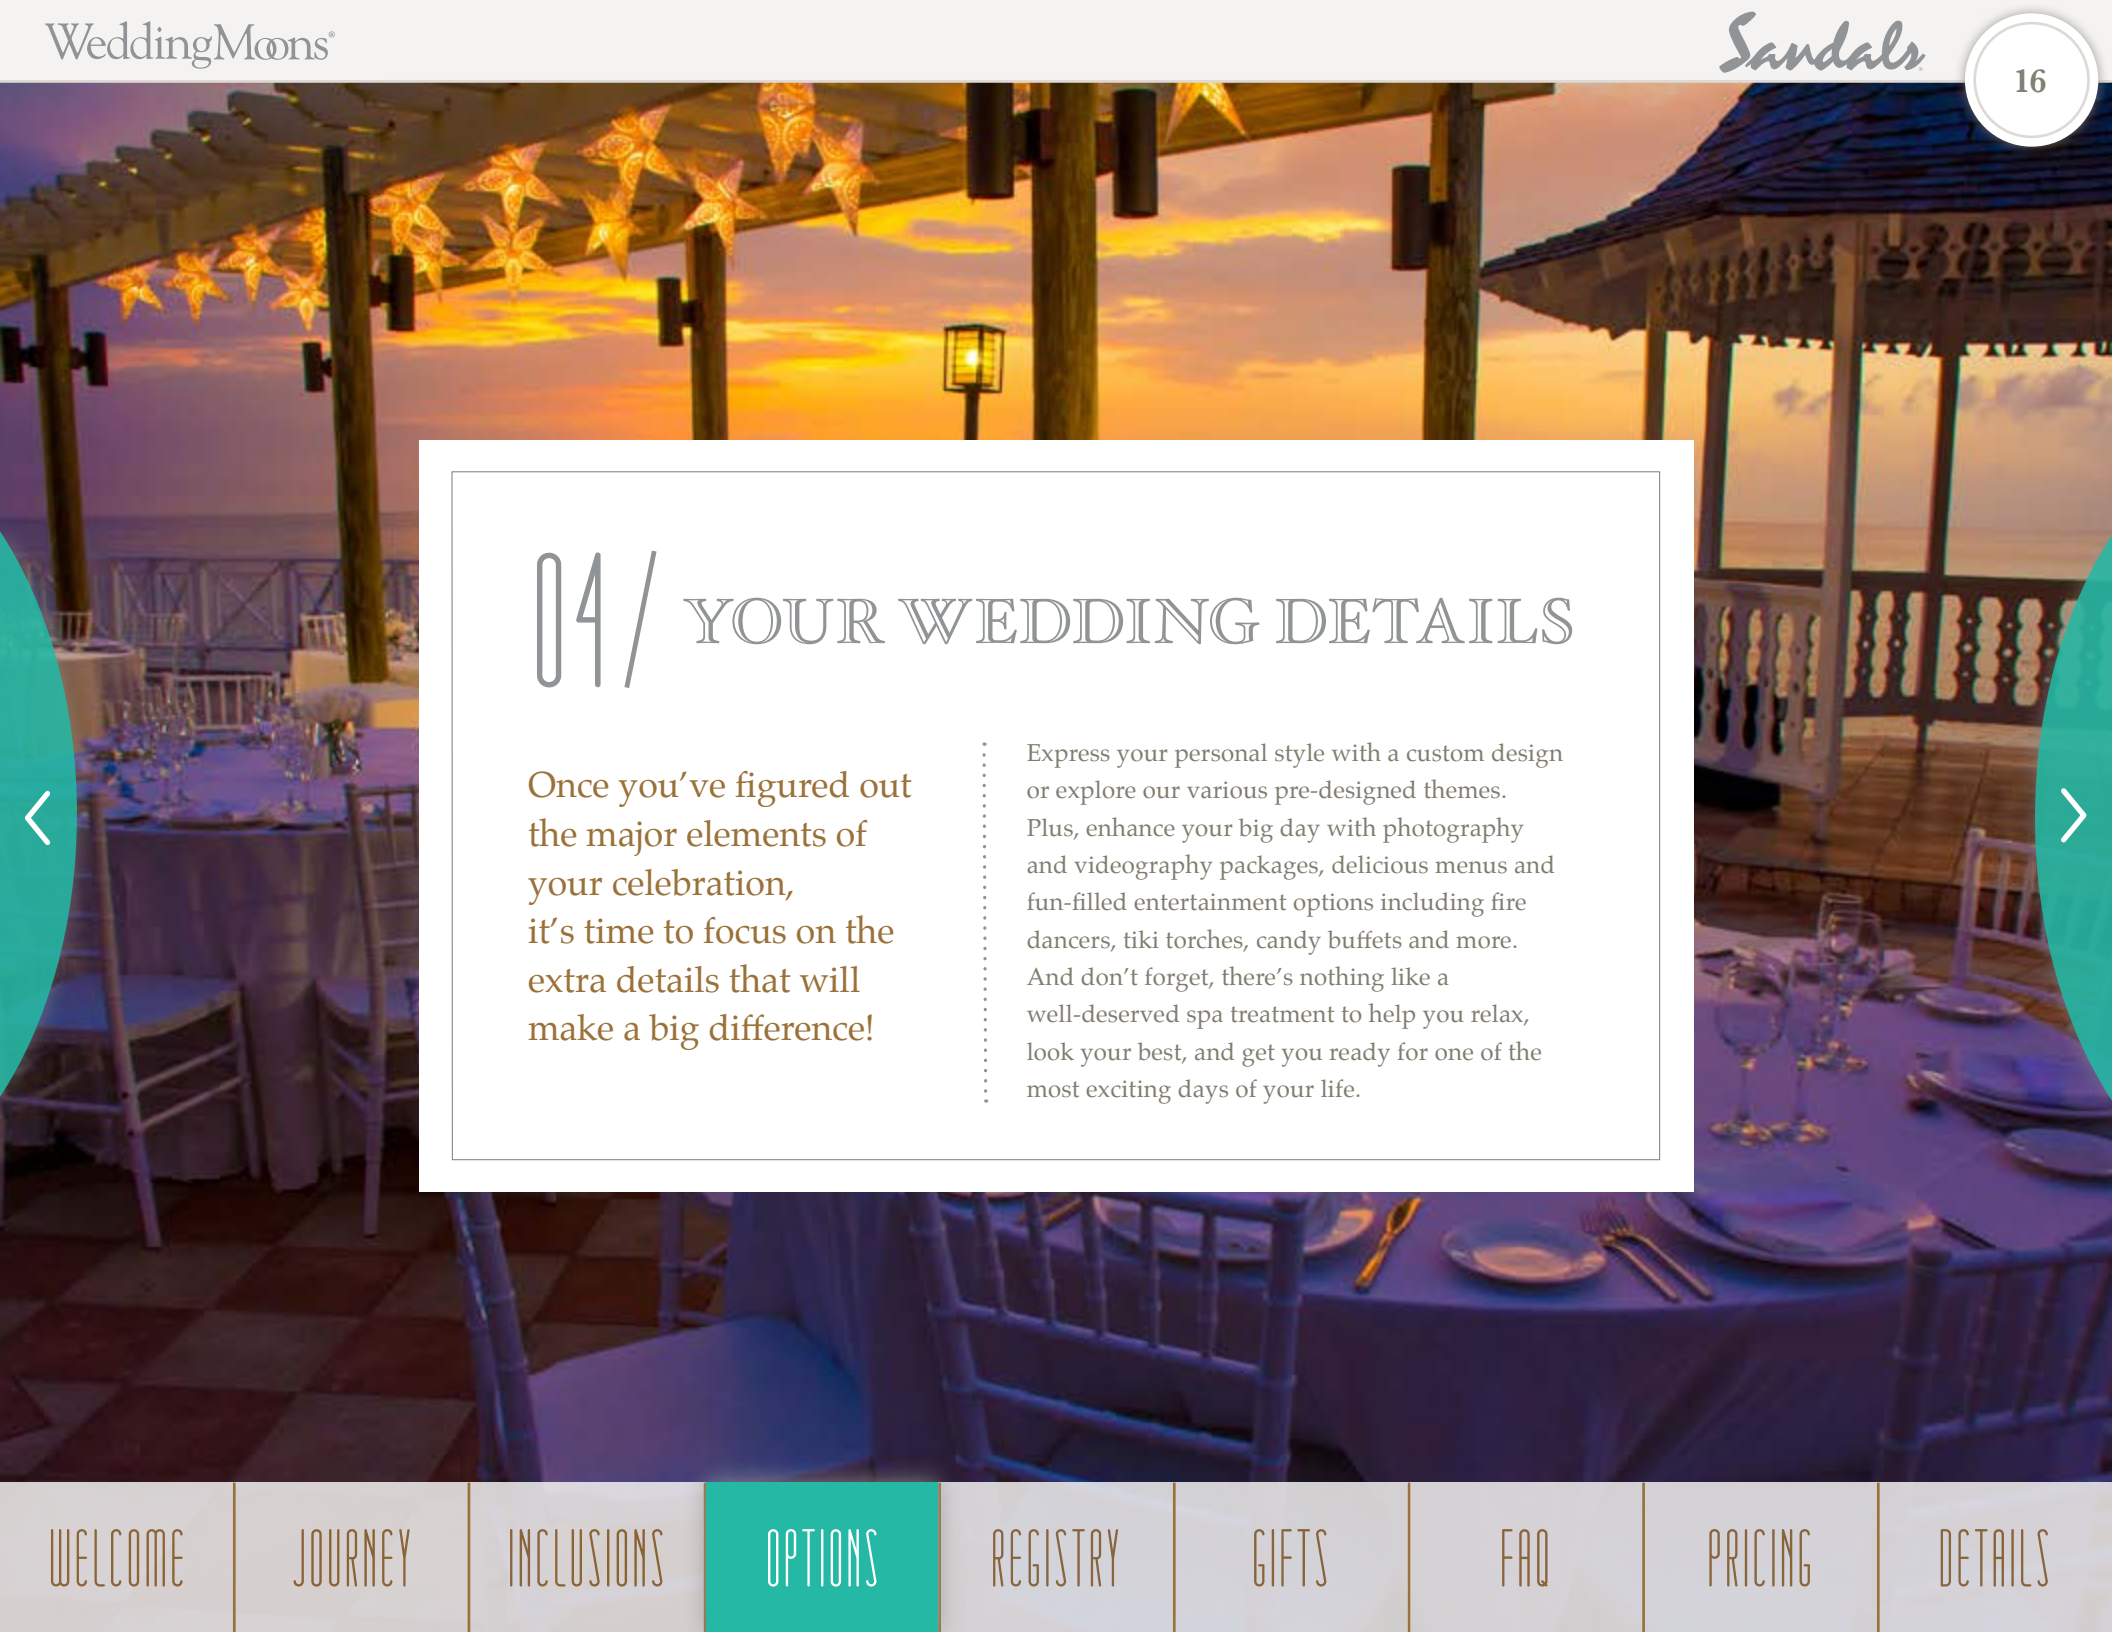 WeddingMoons®
Sandals
16
04/ YOUR WEDDING DETAILS
Once you’ve figured out
the major elements of
your celebration,
it’s time to focus on the
extra details that will
make a big difference!
Express your personal style with a custom design
or explore our various pre-designed themes.
Plus, enhance your big day with photography
and videography packages, delicious menus and
fun-filled entertainment options including fire
dancers, tiki torches, candy buffets and more.
And don’t forget, there’s nothing like a
well-deserved spa treatment to help you relax,
look your best, and get you ready for one of the
most exciting days of your life.
WELCOME
JOURNEY
INCLUSIONS
OPTIONS
REGISTRY
GIFTS
FAQ
PRICING
DETAILS